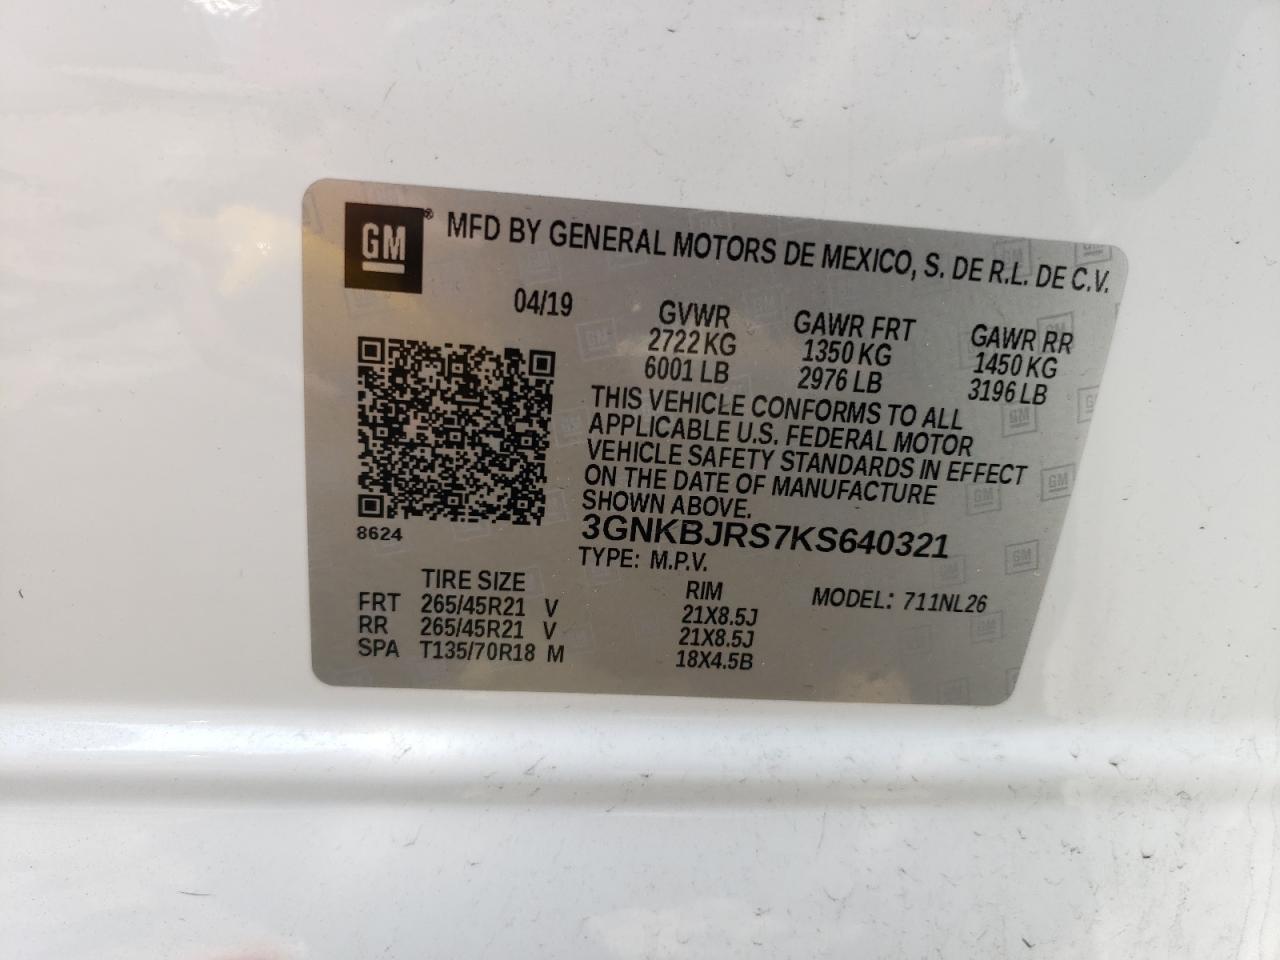 GM® MFD BY GENERAL MOTORS DE MEXICO, S. DE R.L. DE C.V.
04/19 GVWR GAWR FRT GAWR RR
2722 KG 1350 KG 1450 KG
6001 LB 2976 LB 3196 LB
THIS VEHICLE CONFORMS TO ALL
APPLICABLE U.S. FEDERAL MOTOR
VEHICLE SAFETY STANDARDS IN EFFECT
ON THE DATE OF MANUFACTURE
SHOWN ABOVE.
8624 3GNKBJRS7KS640321
TYPE: M.P.V.
TIRE SIZE RIM MODEL: 711NL26
FRT 265/45R21 V 21X8.5J
RR 265/45R21 V 21X8.5J
SPA T135/70R18 M 18X4.5B